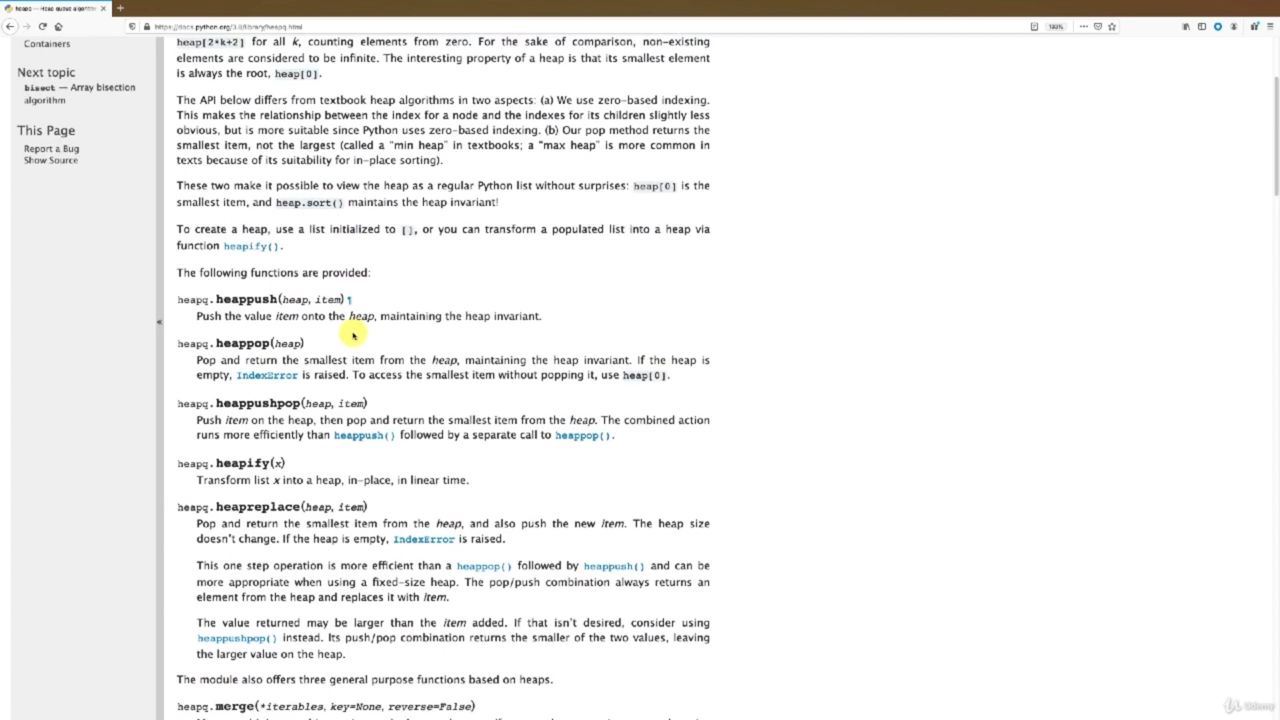 heapq — Heap queue algorithm
https://docs.python.org/3.8/library/heapq.html
100%
Containers
Next topic
bisect — Array bisection
algorithm
This Page
Report a Bug
Show Source
«
heap[2*k+2] for all k, counting elements from zero. For the sake of comparison, non-existing
elements are considered to be infinite. The interesting property of a heap is that its smallest element
is always the root, heap[0].
The API below differs from textbook heap algorithms in two aspects: (a) We use zero-based indexing.
This makes the relationship between the index for a node and the indexes for its children slightly less
obvious, but is more suitable since Python uses zero-based indexing. (b) Our pop method returns the
smallest item, not the largest (called a “min heap” in textbooks; a “max heap” is more common in
texts because of its suitability for in-place sorting).
These two make it possible to view the heap as a regular Python list without surprises: heap[0] is the
smallest item, and heap.sort() maintains the heap invariant!
To create a heap, use a list initialized to [], or you can transform a populated list into a heap via
function heapify().
The following functions are provided:
heapq.heappush(heap, item)¶
Push the value item onto the heap, maintaining the heap invariant.
heapq.heappop(heap)
Pop and return the smallest item from the heap, maintaining the heap invariant. If the heap is
empty, IndexError is raised. To access the smallest item without popping it, use heap[0].
heapq.heappushpop(heap, item)
Push item on the heap, then pop and return the smallest item from the heap. The combined action
runs more efficiently than heappush() followed by a separate call to heappop().
heapq.heapify(x)
Transform list x into a heap, in-place, in linear time.
heapq.heapreplace(heap, item)
Pop and return the smallest item from the heap, and also push the new item. The heap size
doesn’t change. If the heap is empty, IndexError is raised.
This one step operation is more efficient than a heappop() followed by heappush() and can be
more appropriate when using a fixed-size heap. The pop/push combination always returns an
element from the heap and replaces it with item.
The value returned may be larger than the item added. If that isn’t desired, consider using
heappushpop() instead. Its push/pop combination returns the smaller of the two values, leaving
the larger value on the heap.
The module also offers three general purpose functions based on heaps.
heapq.merge(*iterables, key=None, reverse=False)
Udemy